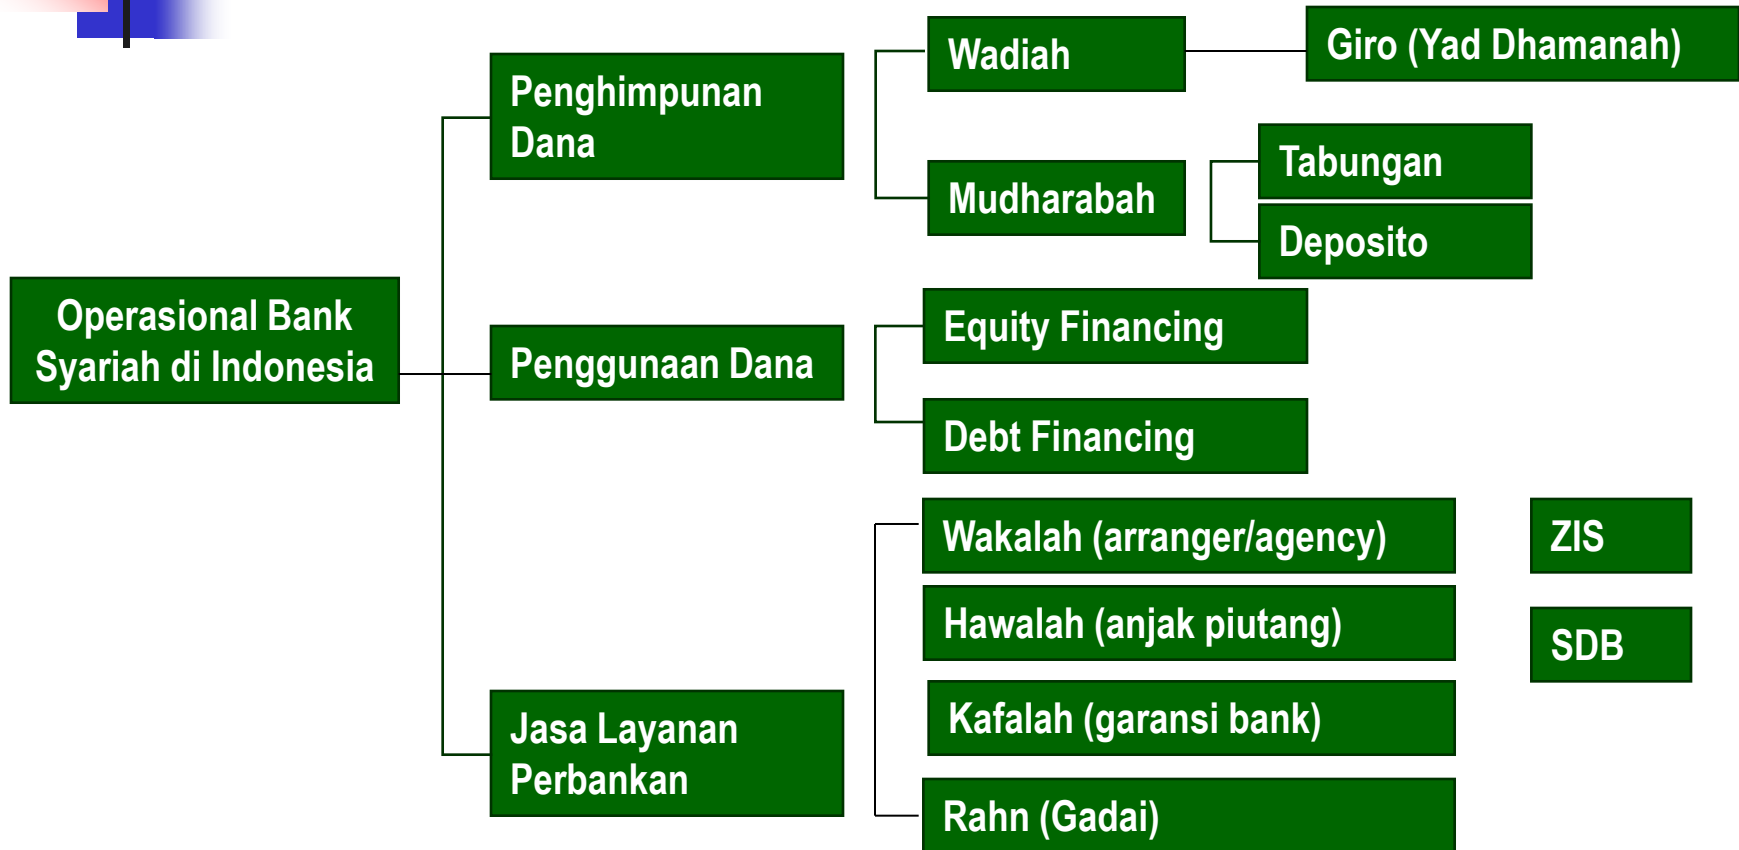 Operasional Bank
Syariah di Indonesia
Penghimpunan
Dana
Wadiah
Giro (Yad Dhamanah)
Mudharabah
Tabungan
Deposito
Penggunaan Dana
Equity Financing
Debt Financing
Jasa Layanan
Perbankan
Wakalah (arranger/agency)
Hawalah (anjak piutang)
Kafalah (garansi bank)
Rahn (Gadai)
ZIS
SDB